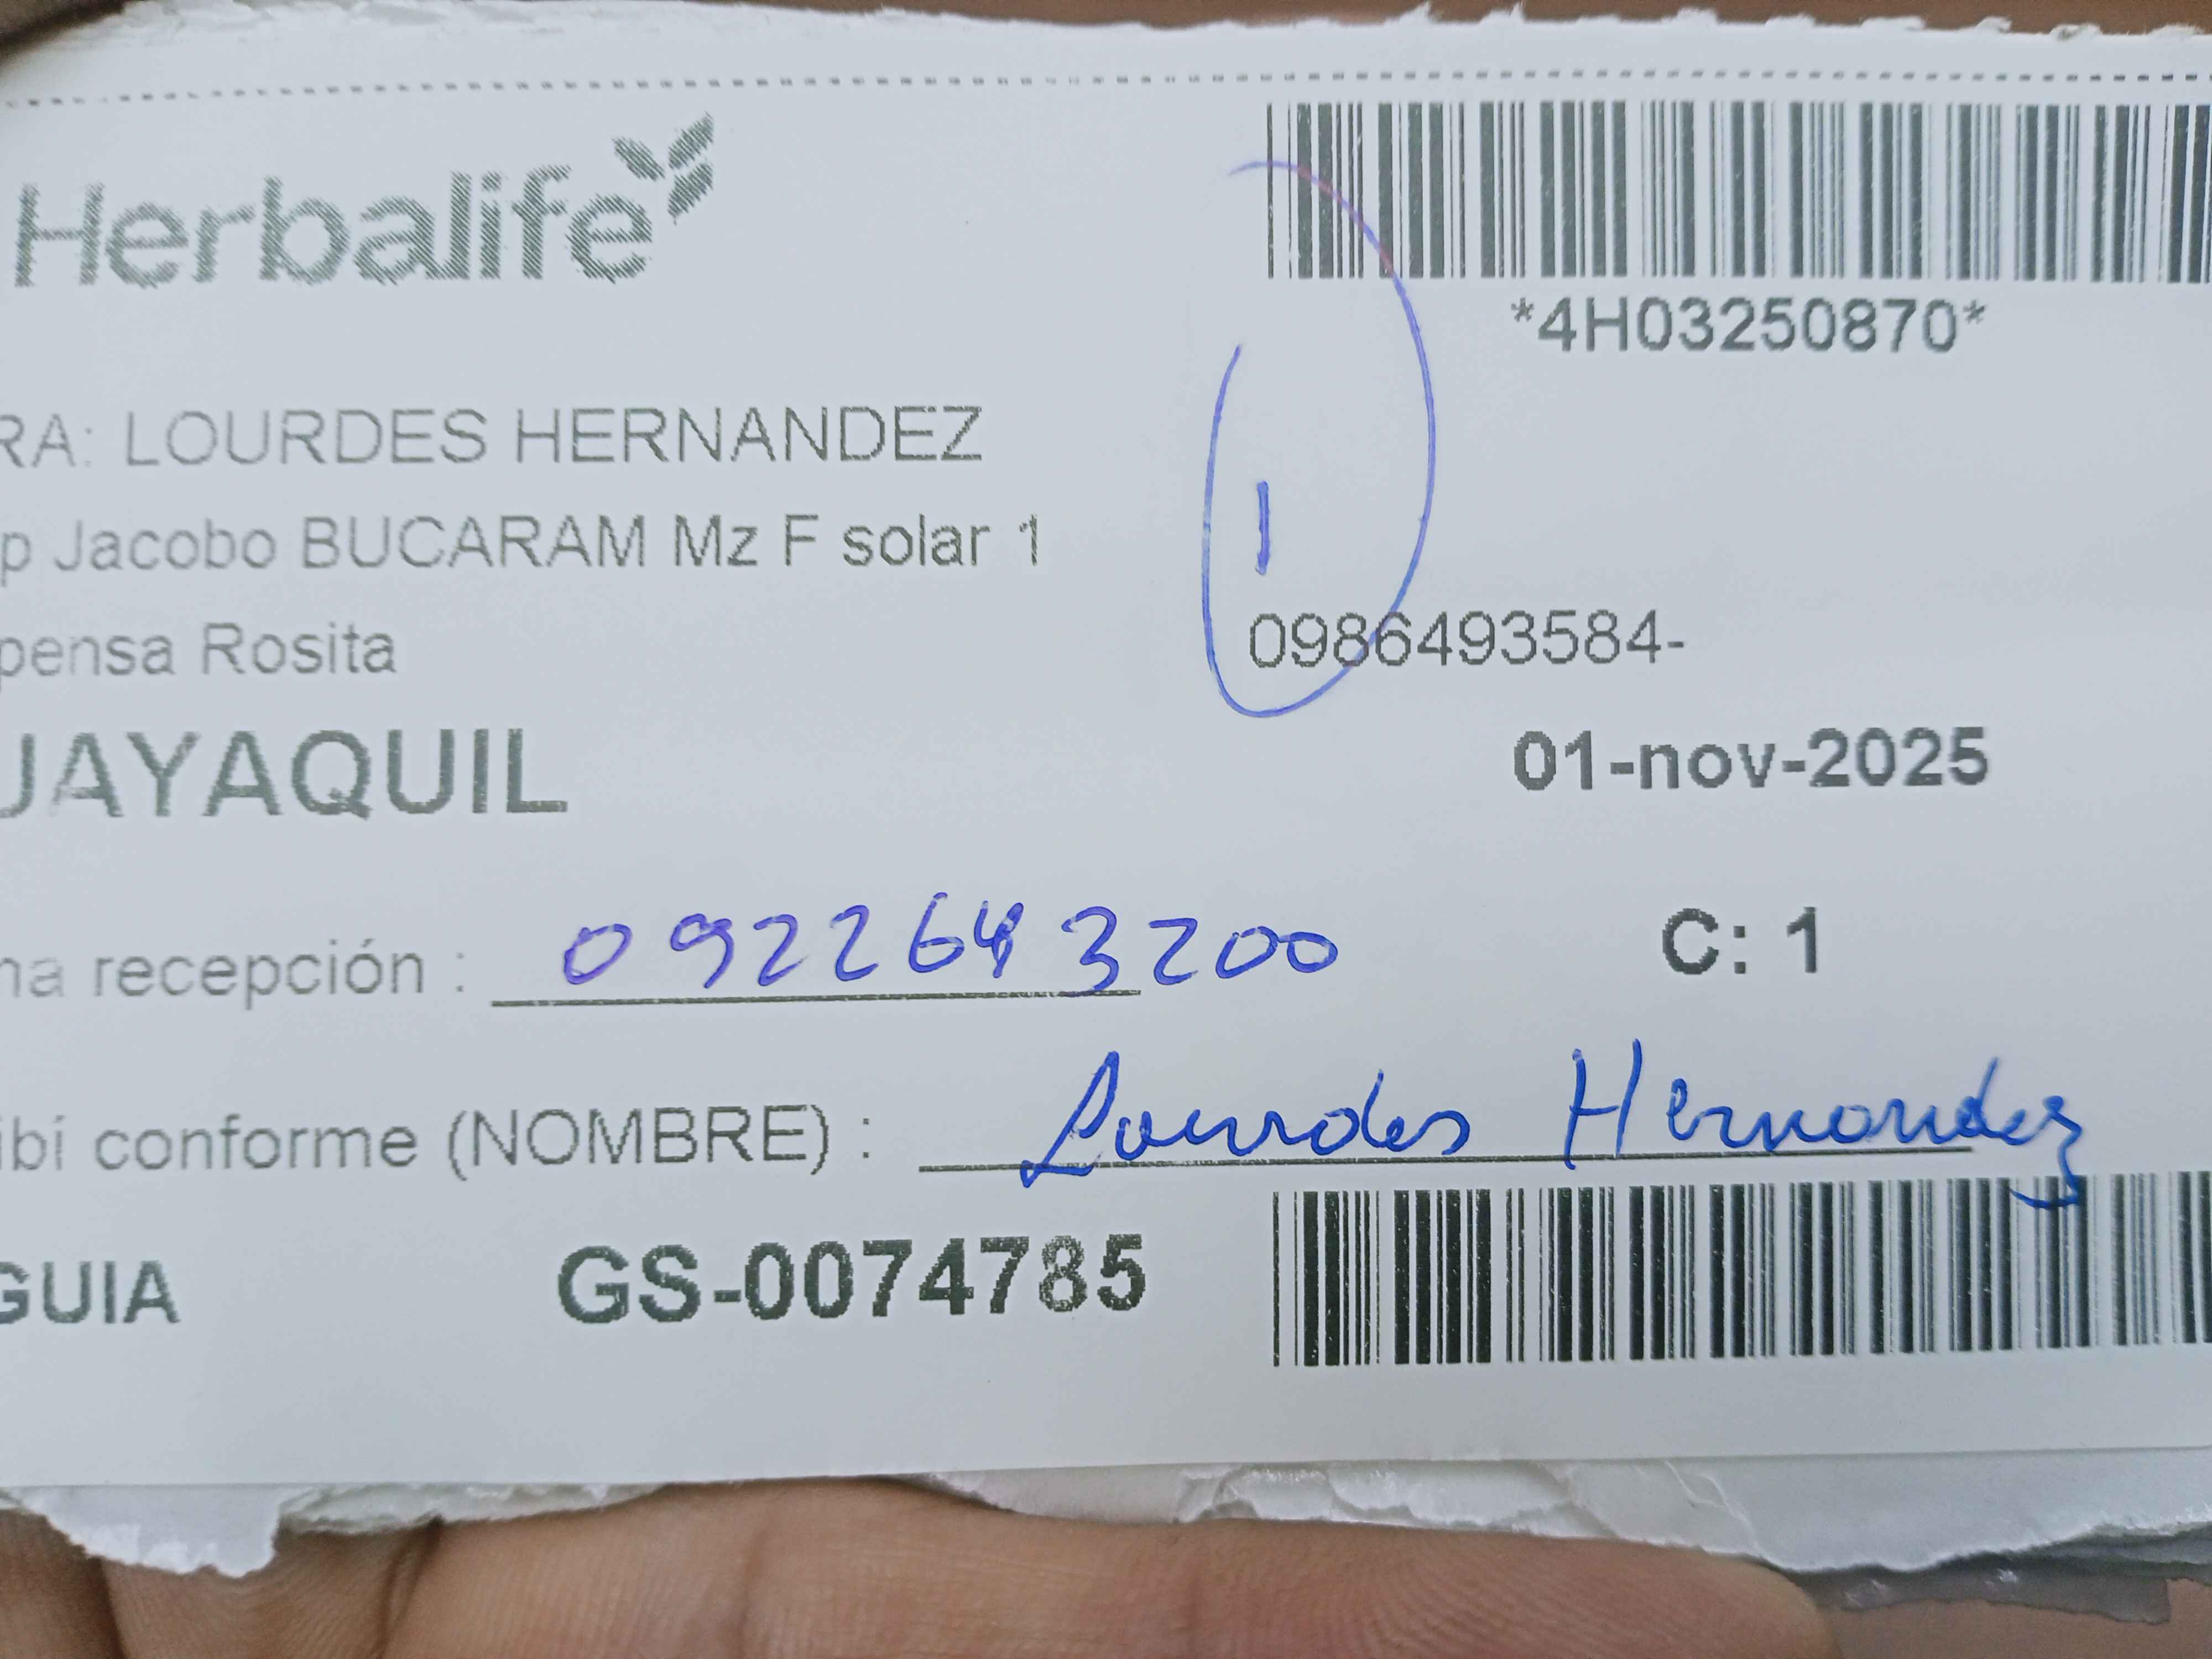 Herbalife
*4H03250870*
RA: LOURDES HERNANDEZ
p Jacobo BUCARAM Mz F solar 1
1
pensa Rosita
0986493584-
UAYAQUIL
01-nov-2025
na recepción : 0922643200
C: 1
ibí conforme (NOMBRE) : Lourdes Hernandez
GUIA GS-0074785